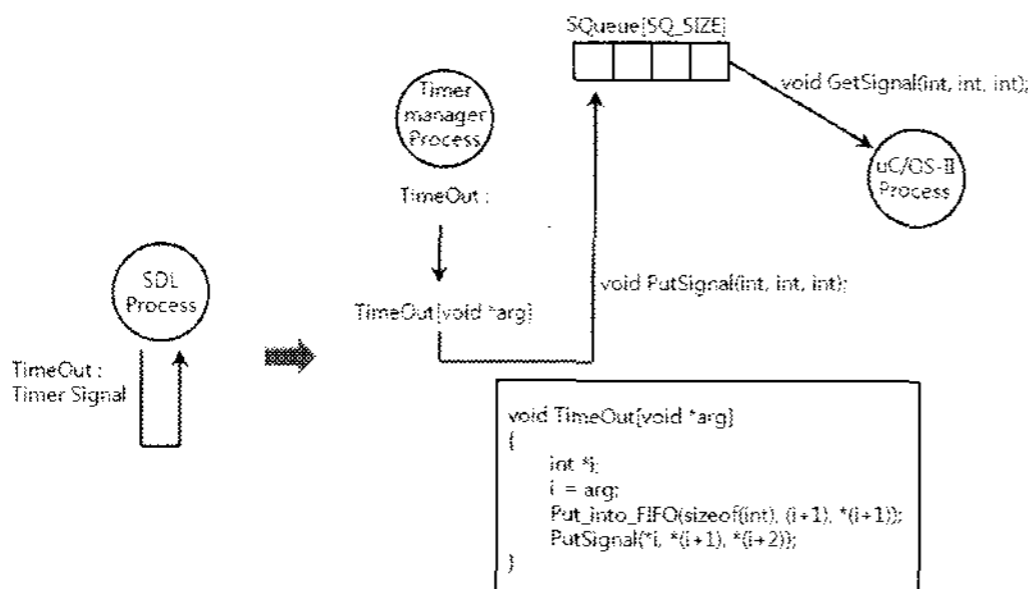 SQueue[SQ_SIZE]
void GetSignal(int, int, int);
Timer
manager
Process
uC/OS-II
Process
TimeOut :
SDL
Process
void PutSignal(int, int, int);
TimeOut[void *arg]
TimeOut :
Timer Signal
void TimeOut[void *arg]
{
int *i;
i = arg;
Put_into_FIFO(sizeof(int), (i+1), *(i+1));
PutSignal(*i, *(i+1), *(i+2));
}